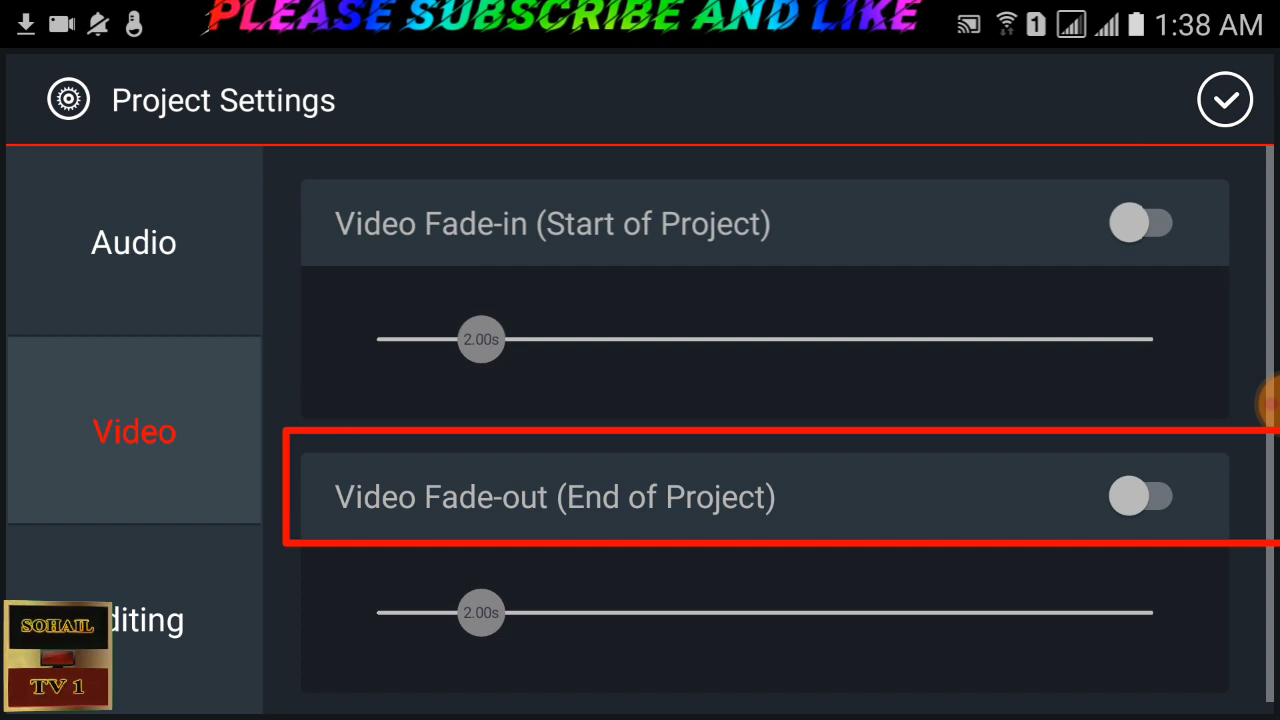 PLEASE SUBSCRIBE AND LIKE
1
1:38 AM
Project Settings
Audio
Video Fade-in (Start of Project)
2.00s
Video
Video Fade-out (End of Project)
2.00s
diting
SOHAIL
TV 1